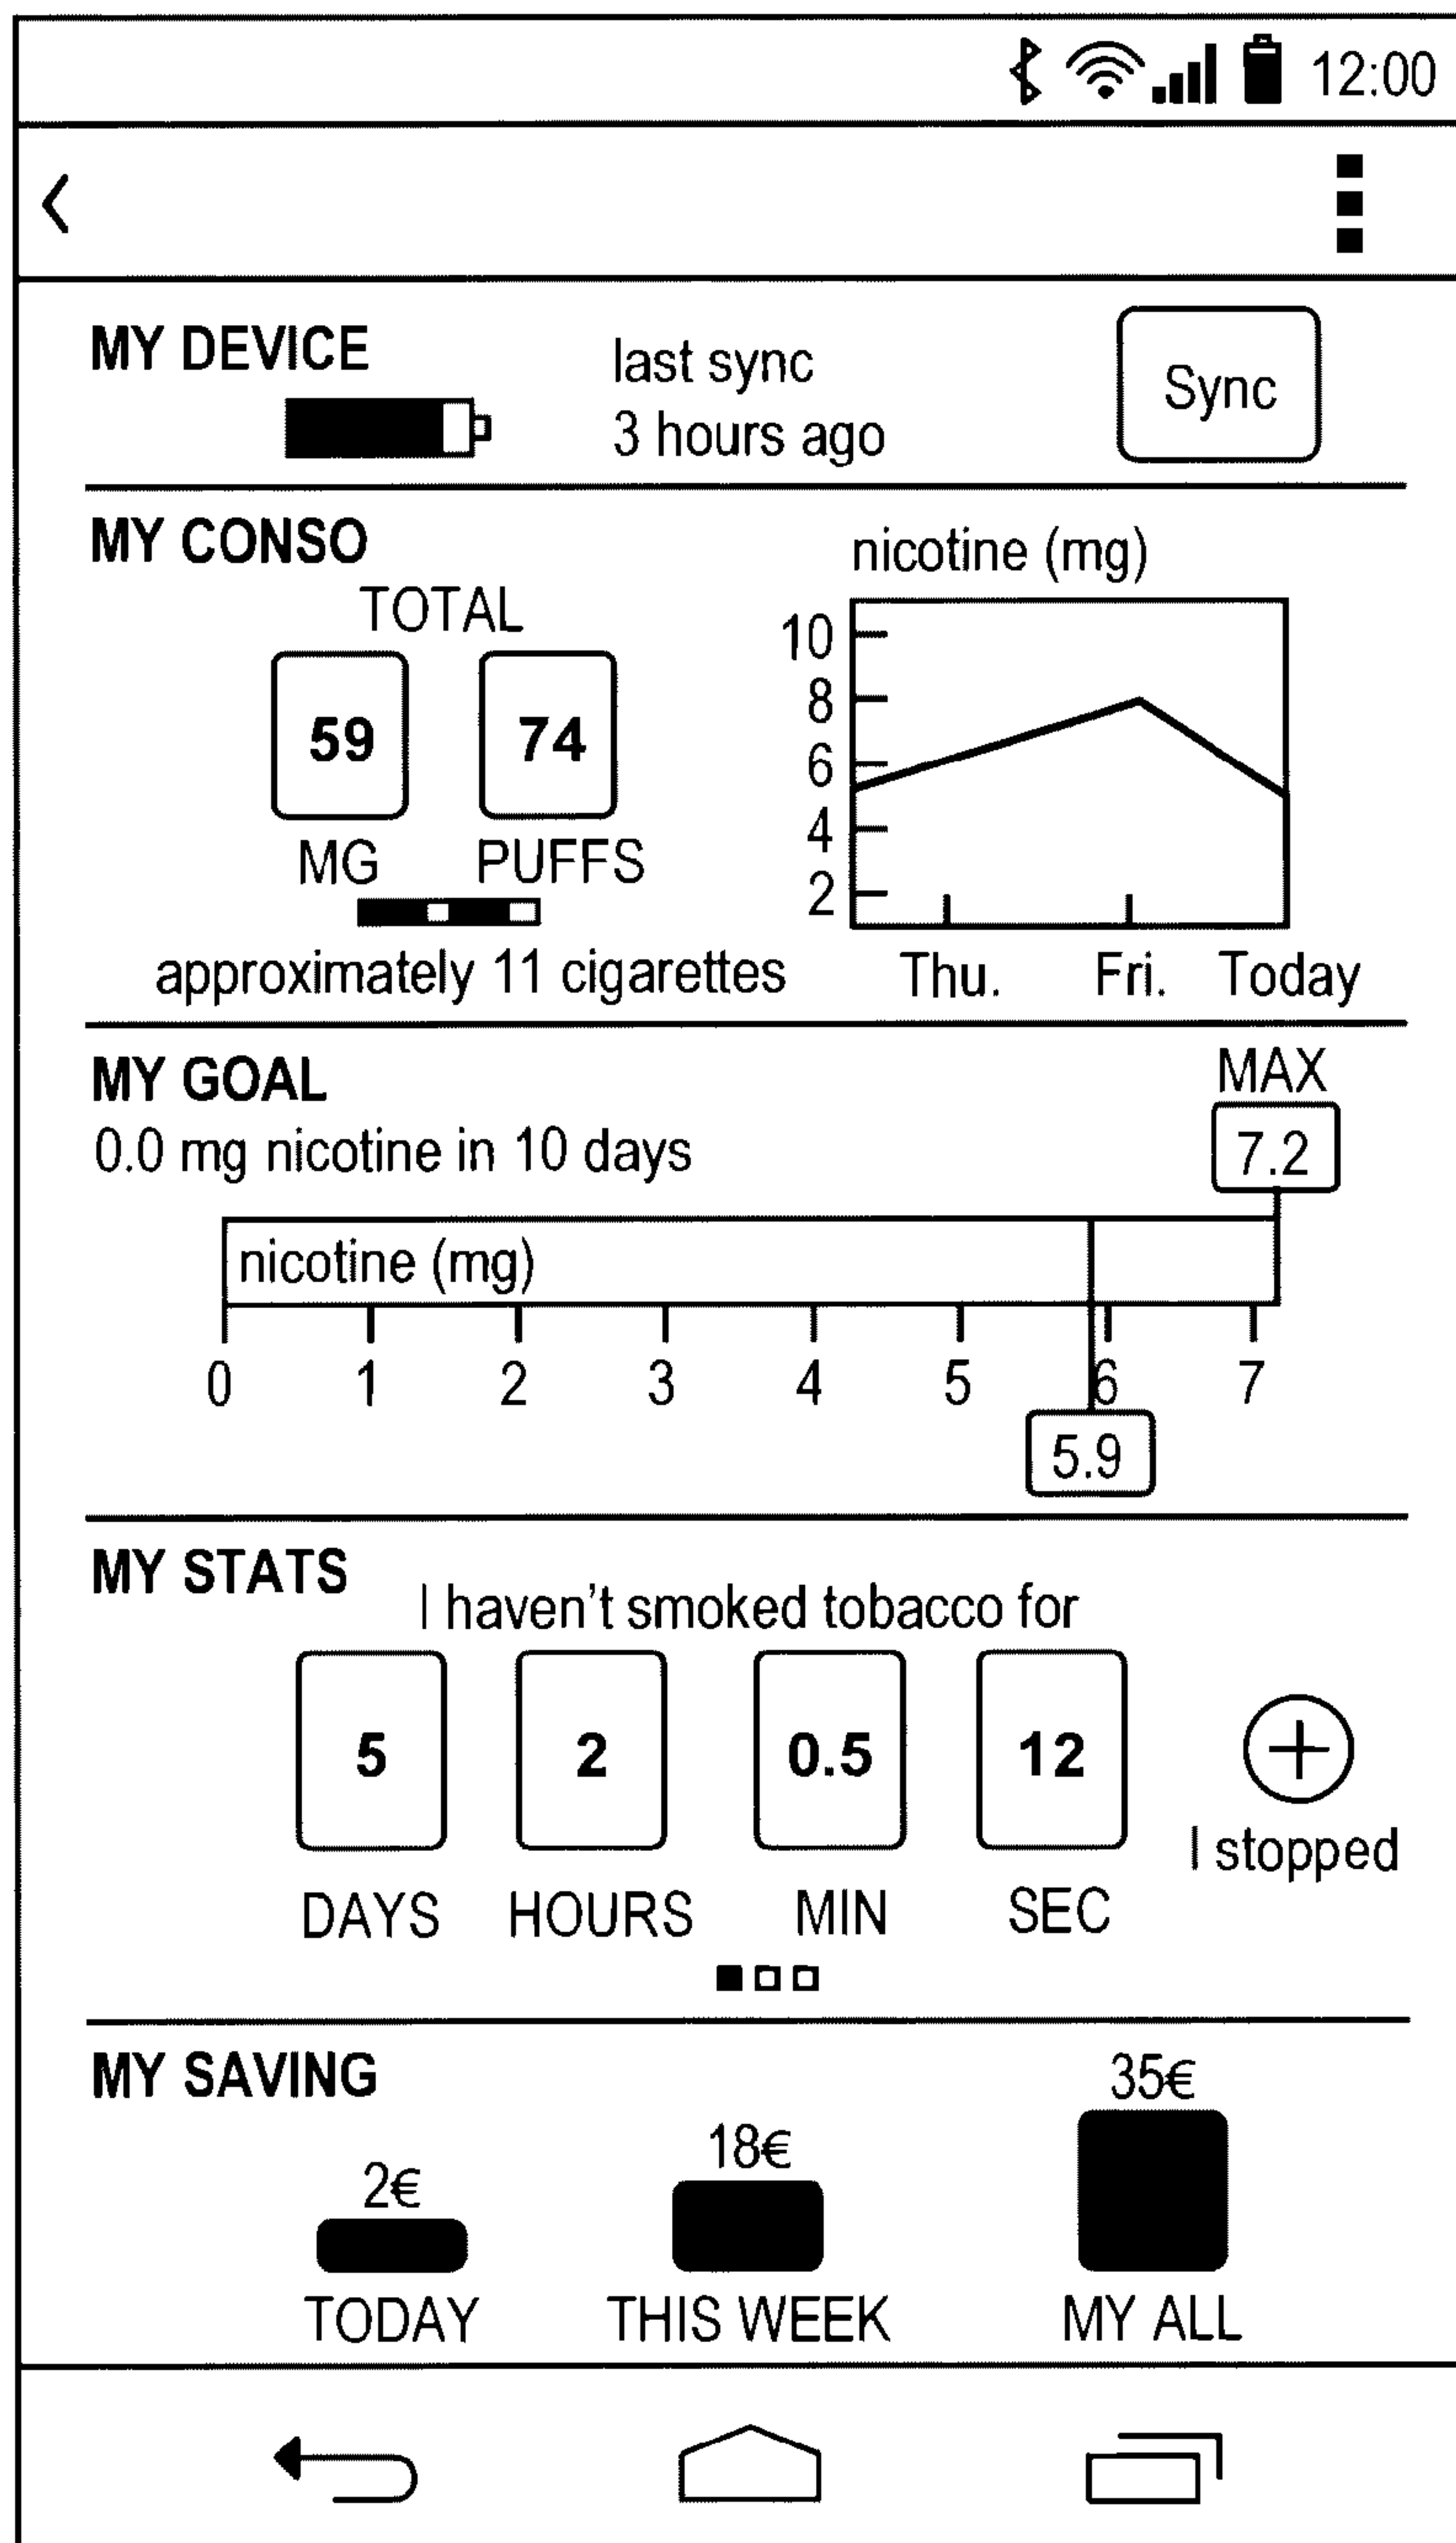 12:00
MY DEVICE
last sync
3 hours ago
Sync
MY CONSO
TOTAL
59
74
MG
PUFFS
approximately 11 cigarettes
nicotine (mg)
10
8
6
4
2
Thu.
Fri.
Today
MY GOAL
0.0 mg nicotine in 10 days
MAX
7.2
nicotine (mg)
0 1 2 3 4 5 6 7
5.9
MY STATS
I haven't smoked tobacco for
5
2
0.5
12
DAYS
HOURS
MIN
SEC
I stopped
MY SAVING
2€
18€
35€
TODAY
THIS WEEK
MY ALL